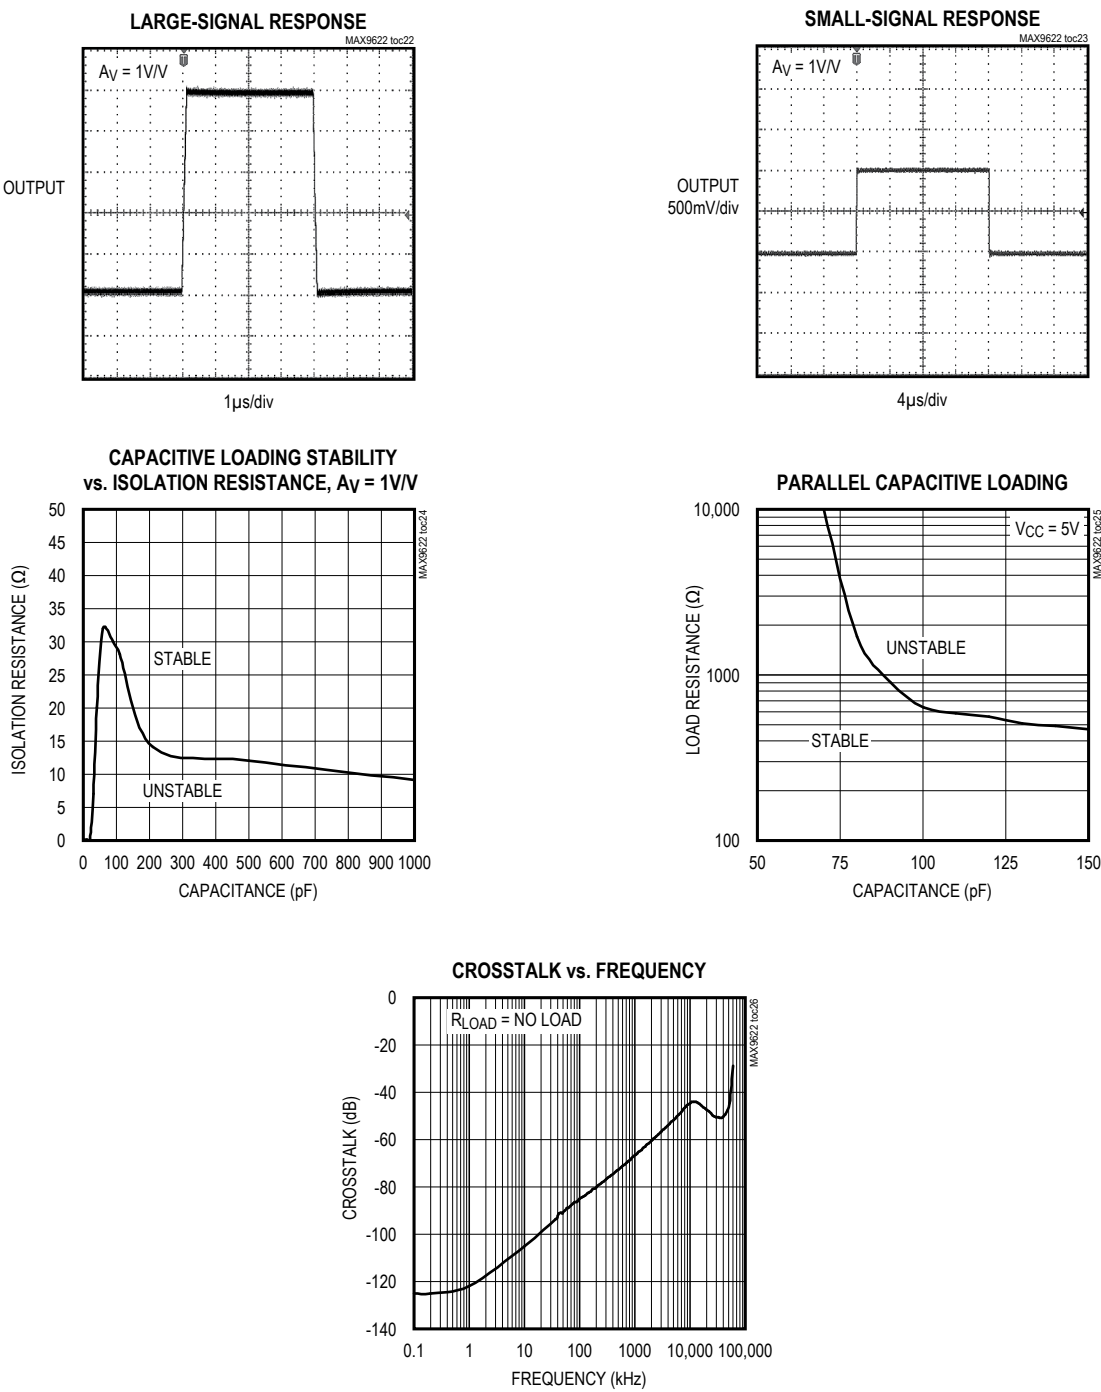 LARGE-SIGNAL RESPONSE
MAX9622 toc22
AV = 1V/V
OUTPUT
1µs/div
SMALL-SIGNAL RESPONSE
MAX9622 toc23
AV = 1V/V
OUTPUT
500mV/div
4µs/div
CAPACITIVE LOADING STABILITY
vs. ISOLATION RESISTANCE, AV = 1V/V
MAX9622 toc24
ISOLATION RESISTANCE (Ω)
50
45
40
35
30
25
20
15
10
5
0
STABLE
UNSTABLE
0 100 200 300 400 500 600 700 800 900 1000
CAPACITANCE (pF)
PARALLEL CAPACITIVE LOADING
MAX9622 toc25
VCC = 5V
LOAD RESISTANCE (Ω)
10,000
1000
100
UNSTABLE
STABLE
50 75 100 125 150
CAPACITANCE (pF)
CROSSTALK vs. FREQUENCY
MAX9622 toc26
RLOAD = NO LOAD
CROSSTALK (dB)
0
-20
-40
-60
-80
-100
-120
-140
0.1 1 10 100 1000 10,000 100,000
FREQUENCY (kHz)